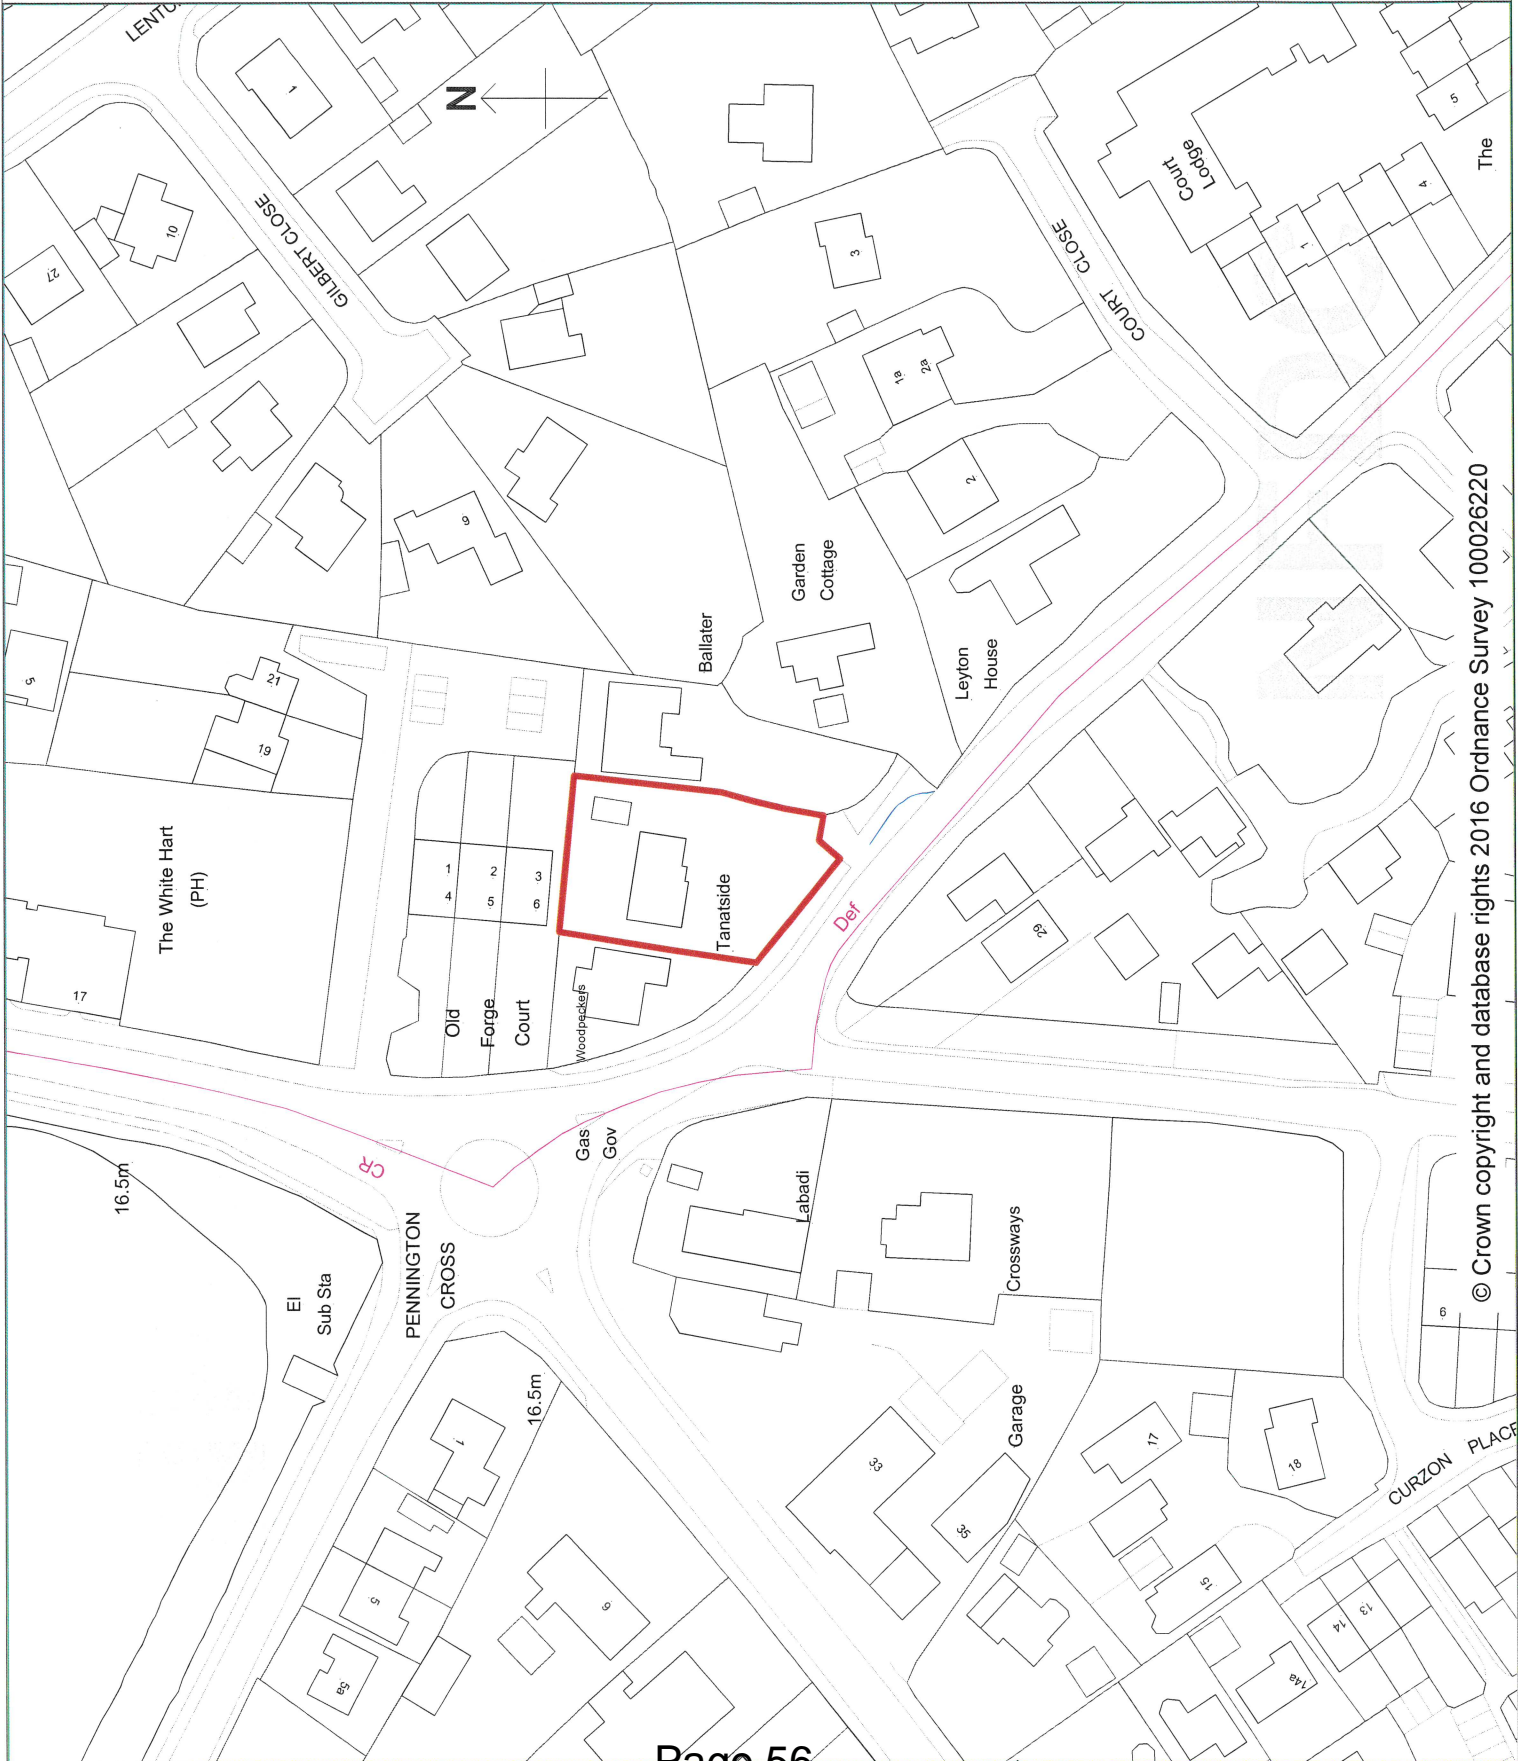 LENTU
1
N
10
27
GILBERT CLOSE
3
COURT CLOSE
Court
Lodge
1
4
5
The
1a
2a
2
9
Garden
Cottage
Ballater
Leyton
House
5
21
19
The White Hart
(PH)
17
1
2
3
4
5
6
Tanatside
Old
Forge
Court
Woodpeckers
Def
29
CR
16.5m
Gas
Gov
PENNINGTON
CROSS
El
Sub Sta
Labadi
Crossways
16.5m
Garage
1
5
5a
33
35
17
18
15
14
13
14a
6
CURZON PLACE
© Crown copyright and database rights 2016 Ordnance Survey 100026220
Page 56